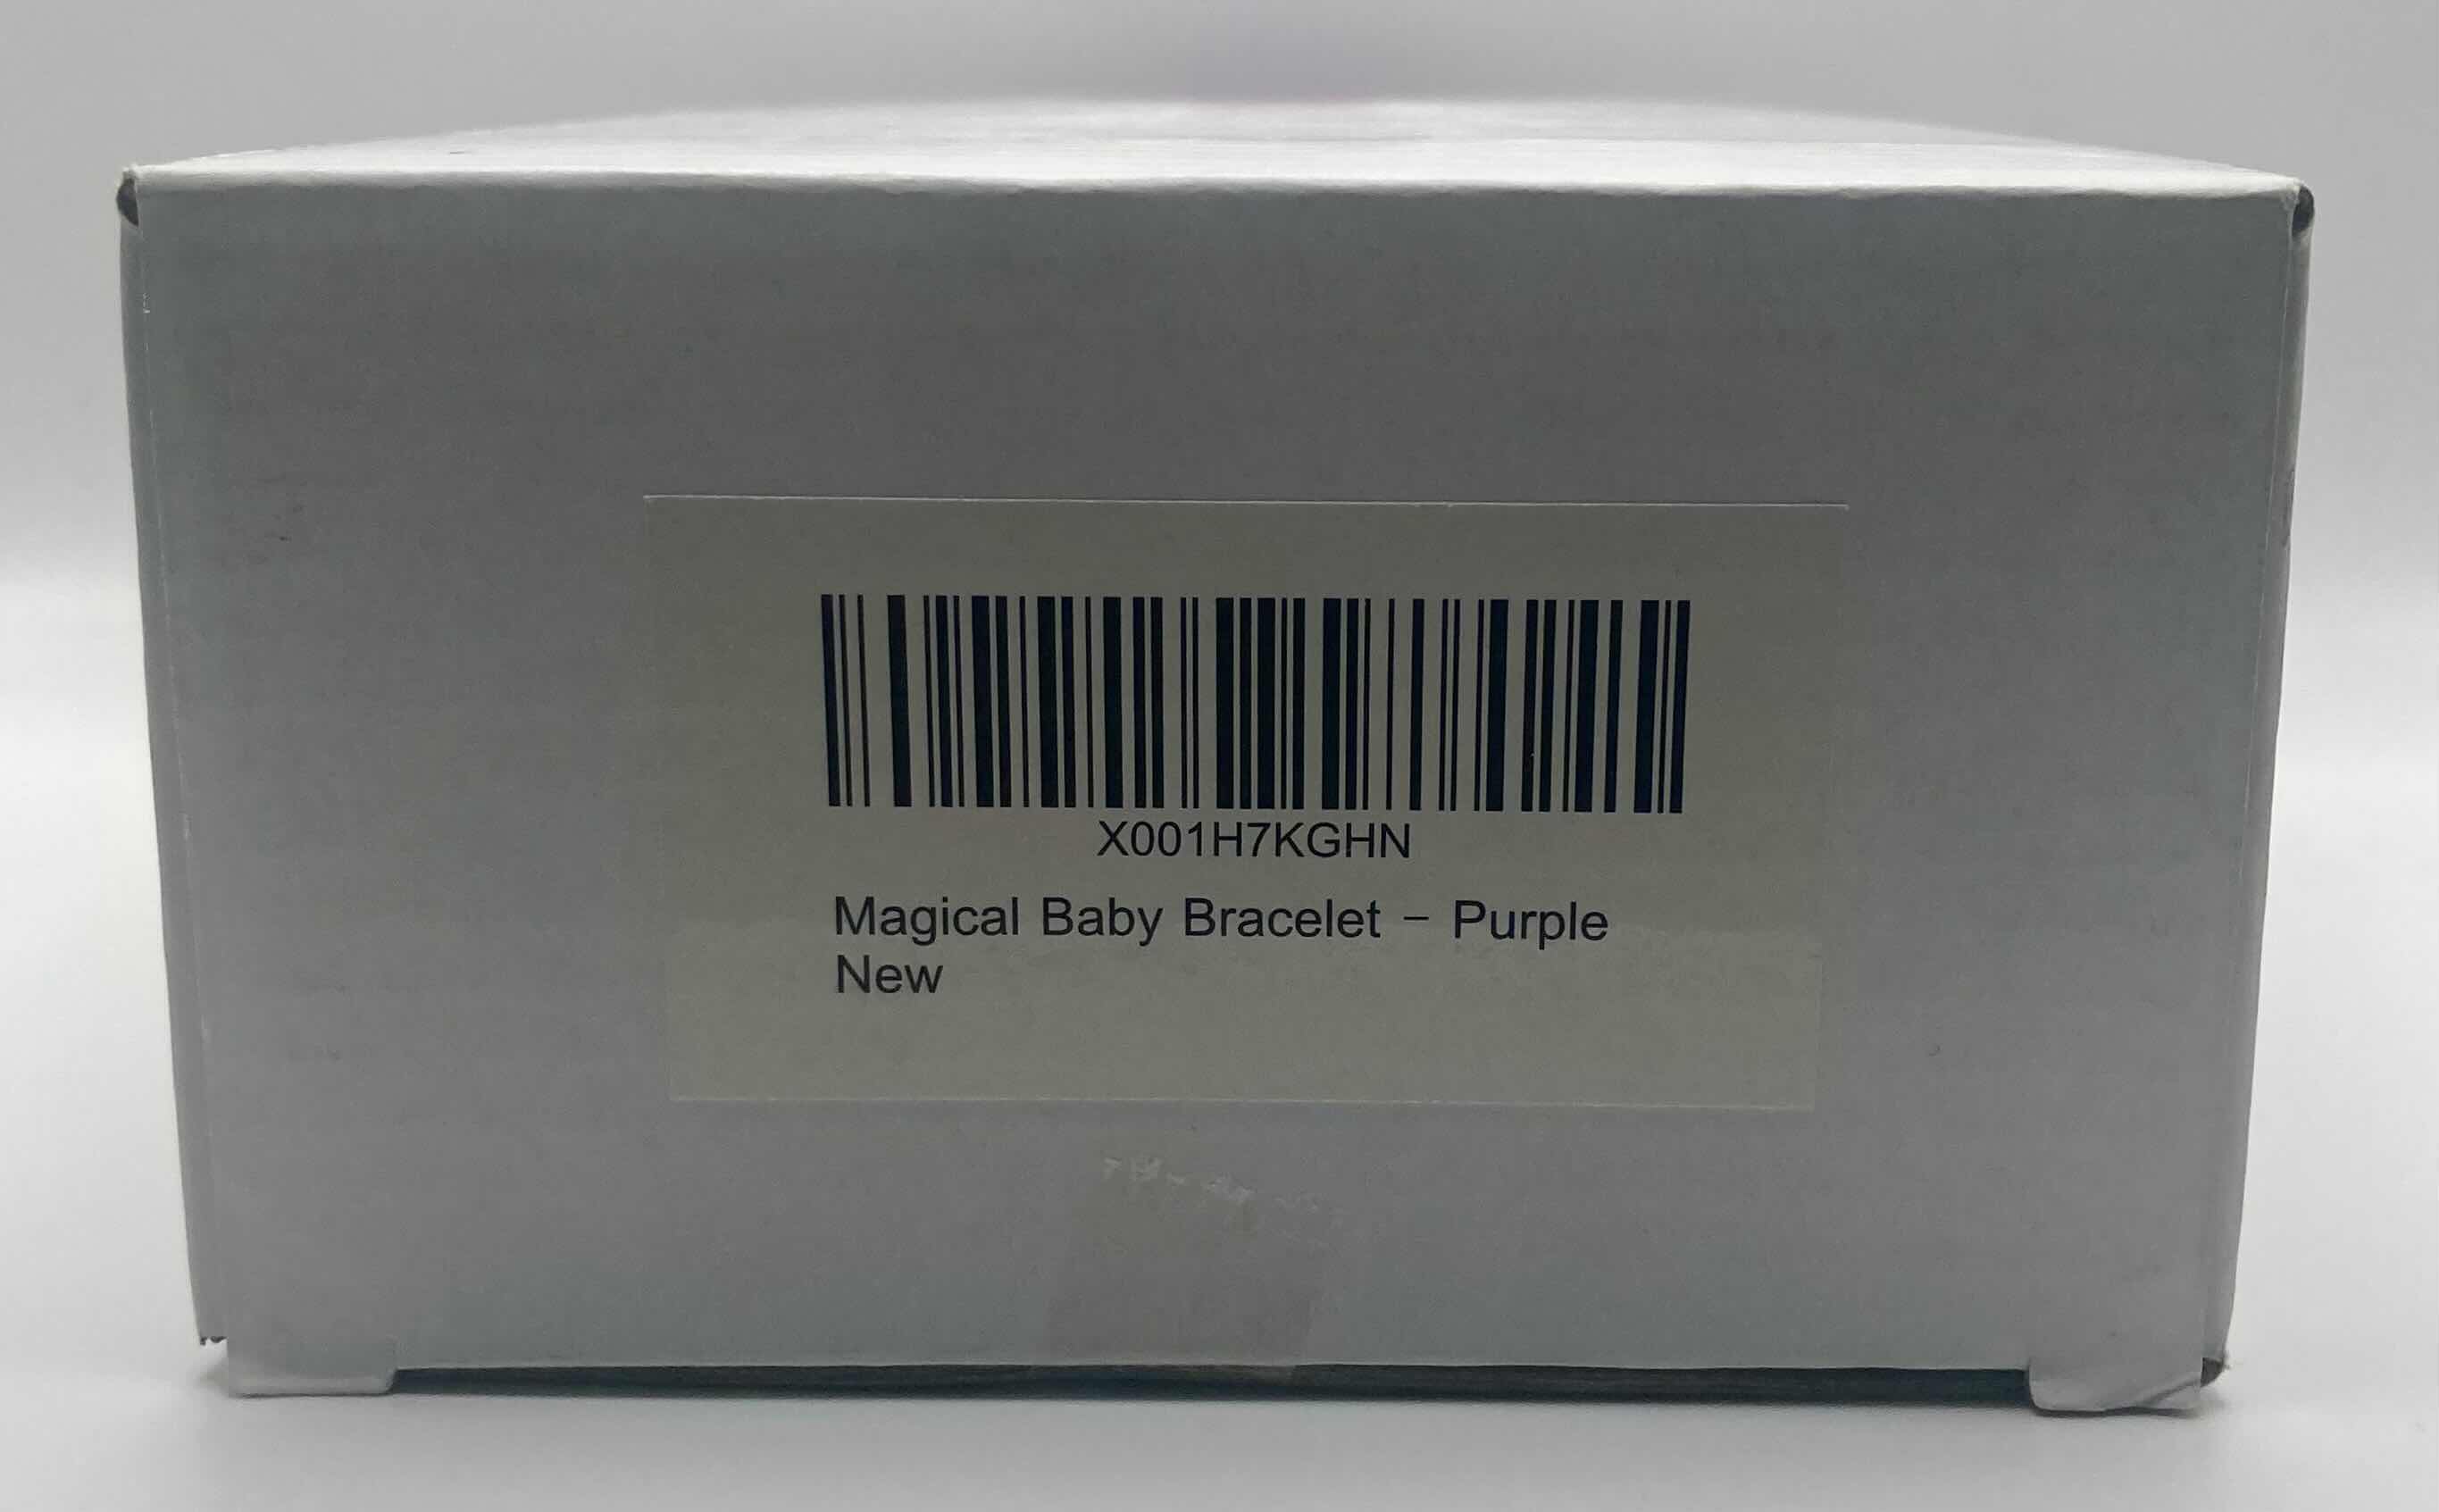 X001H7KGHN
Magical Baby Bracelet – Purple
New